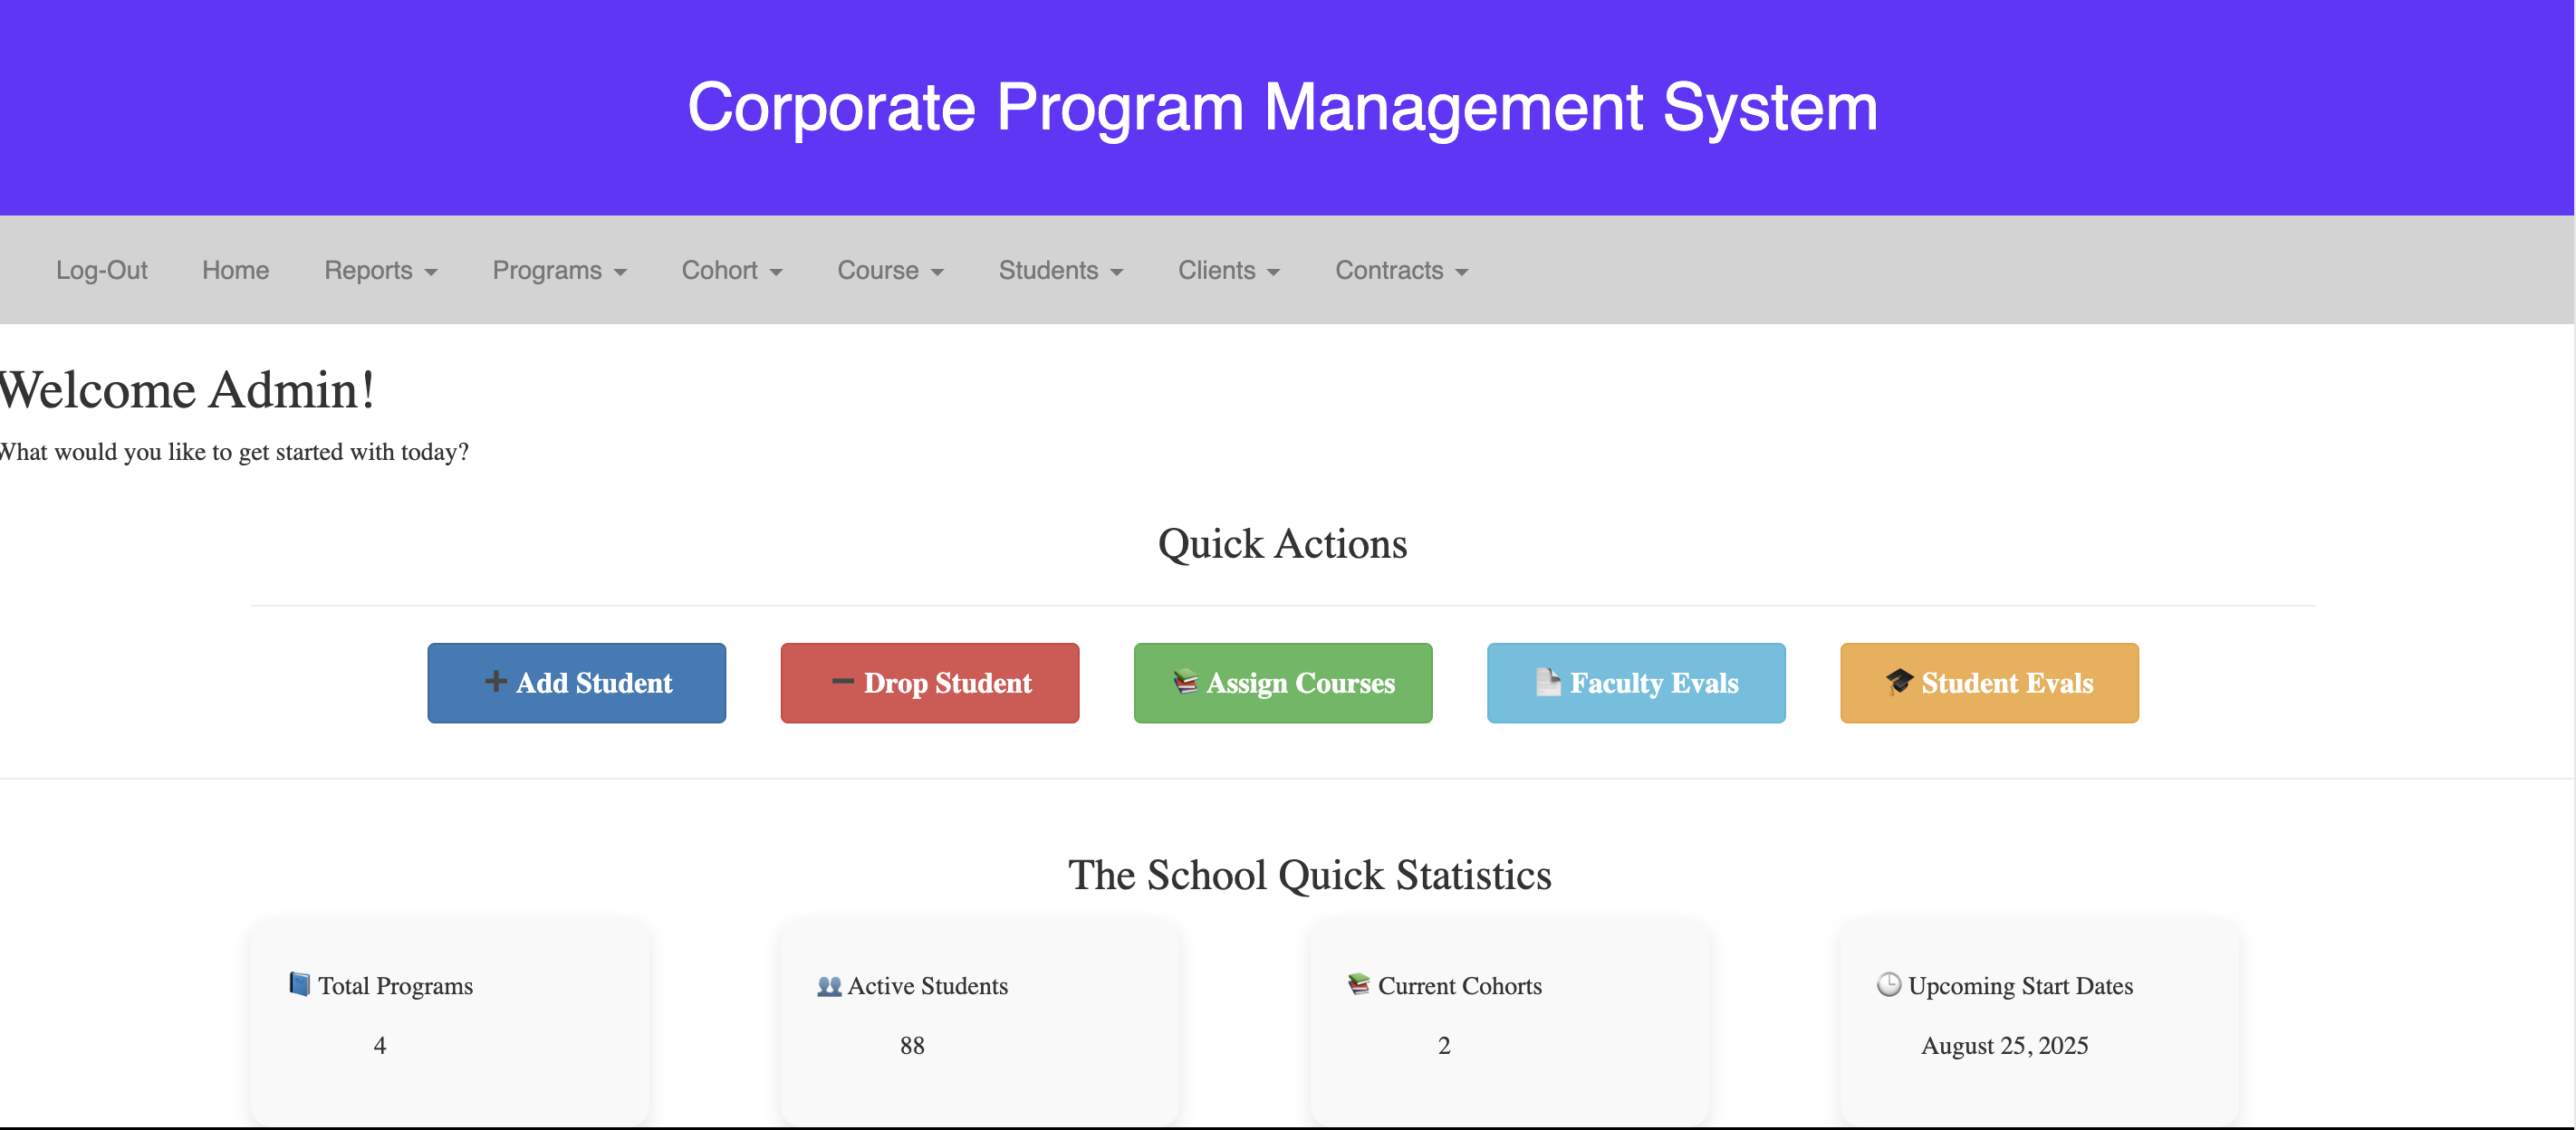 Corporate Program Management System
Log-Out Home Reports Programs Cohort Course Students Clients Contracts
Welcome Admin!
What would you like to get started with today?
Quick Actions
Add Student Drop Student Assign Courses Faculty Evals Student Evals
The School Quick Statistics
Total Programs Active Students Current Cohorts Upcoming Start Dates
4 88 2 August 25, 2025